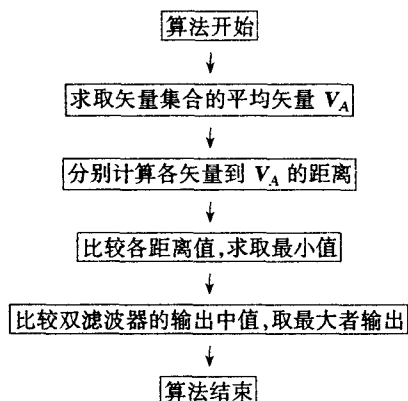 算法开始
求取矢量集合的平均矢量 V_A
分别计算各矢量到 V_A 的距离
比较各距离值,求取最小值
比较双滤波器的输出中值,取最大者输出
算法结束